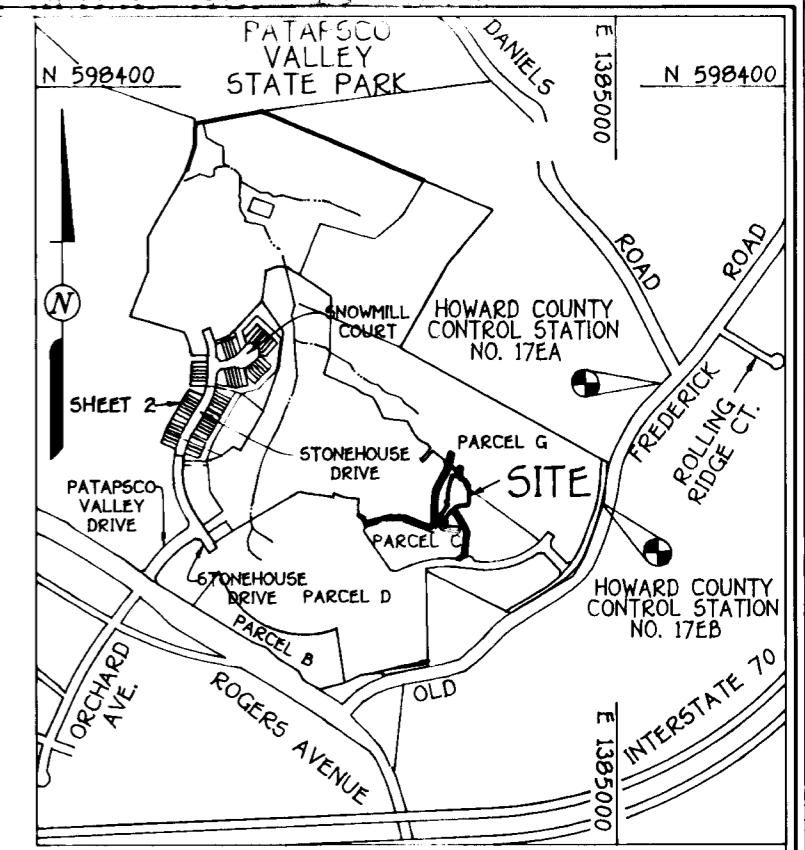 PATAPSCO
VALLEY
STATE PARK
N 598400
DANIELS
ROAD
E 1385000
N 598400
ROAD
N
SNOWMILL
COURT
HOWARD COUNTY
CONTROL STATION
NO. 17EA
FREDERICK
ROLLING
RIDGE CT.
SHEET 2
STONEHOUSE
DRIVE
PARCEL G
SITE
PATAPSCO
VALLEY
DRIVE
PARCEL C
STONEHOUSE
DRIVE
PARCEL D
HOWARD COUNTY
CONTROL STATION
NO. 17EB
PARCEL B
ORCHARD
AVE.
ROGERS AVENUE
OLD
E 1385000
INTERSTATE 70